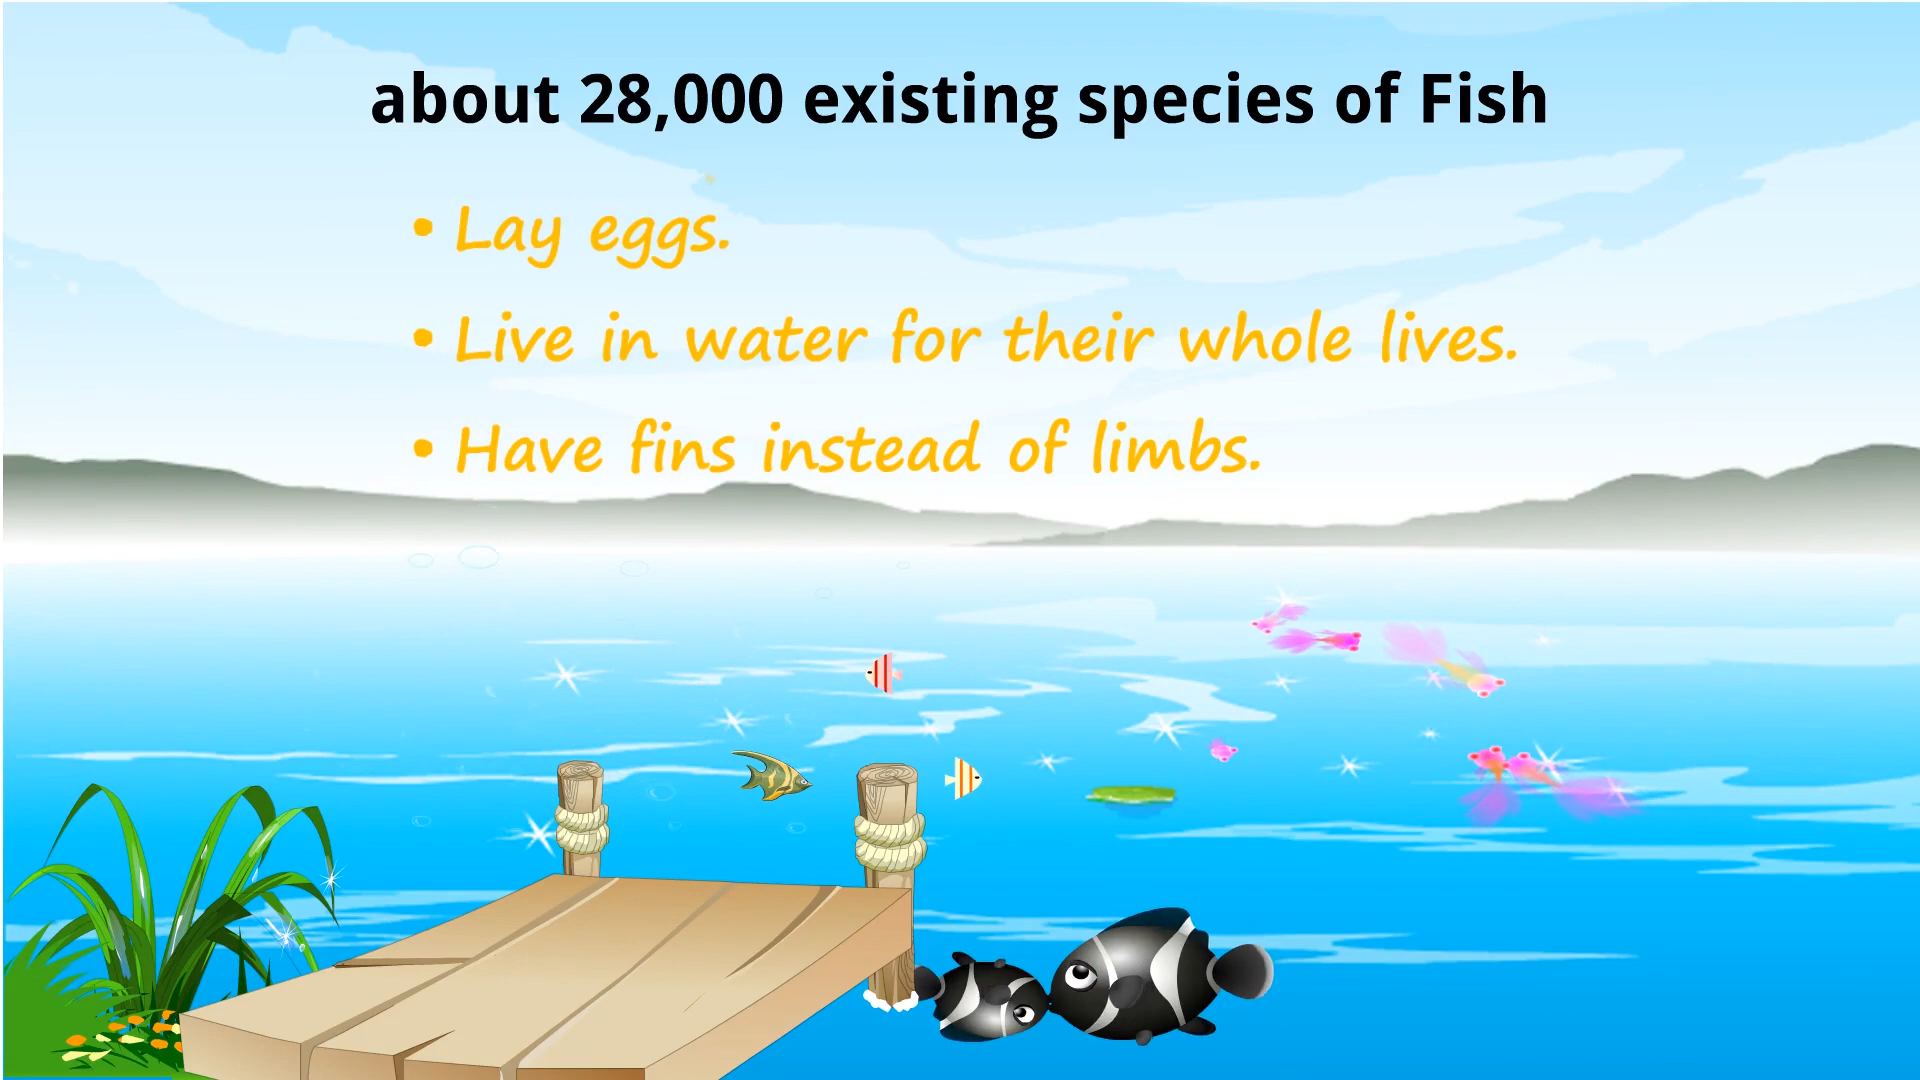 about 28,000 existing species of Fish
• Lay eggs.
• Live in water for their whole lives.
• Have fins instead of limbs.